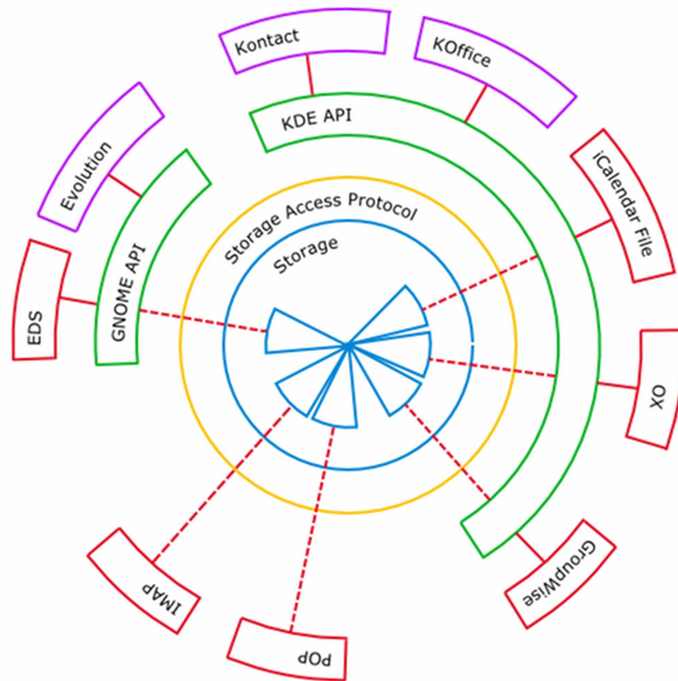 Kontact
KOffice
KDE API
iCalendar File
Evolution
Storage Access Protocol
Storage
GNOME API
EDS
OX
GroupWise
IMAP
POP